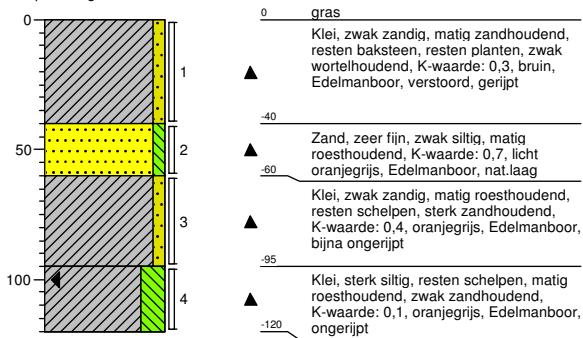 0
50
100
1
2
3
4
0 gras
Klei, zwak zandig, matig zandhoudend,
resten baksteen, resten planten, zwak
wortelhoudend, K-waarde: 0,3, bruin,
Edelmanboor, verstoord, gerijpt
-40
Zand, zeer fijn, zwak siltig, matig
roesthoudend, K-waarde: 0,7, licht
oranjegrijs, Edelmanboor, nat.laag
-60
Klei, zwak zandig, matig roesthoudend,
resten schelpen, sterk zandhoudend,
K-waarde: 0,4, oranjegrijs, Edelmanboor,
bijna ongerijpt
-95
Klei, sterk siltig, resten schelpen, matig
roesthoudend, zwak zandhoudend,
K-waarde: 0,1, oranjegrijs, Edelmanboor,
ongerijpt
-120